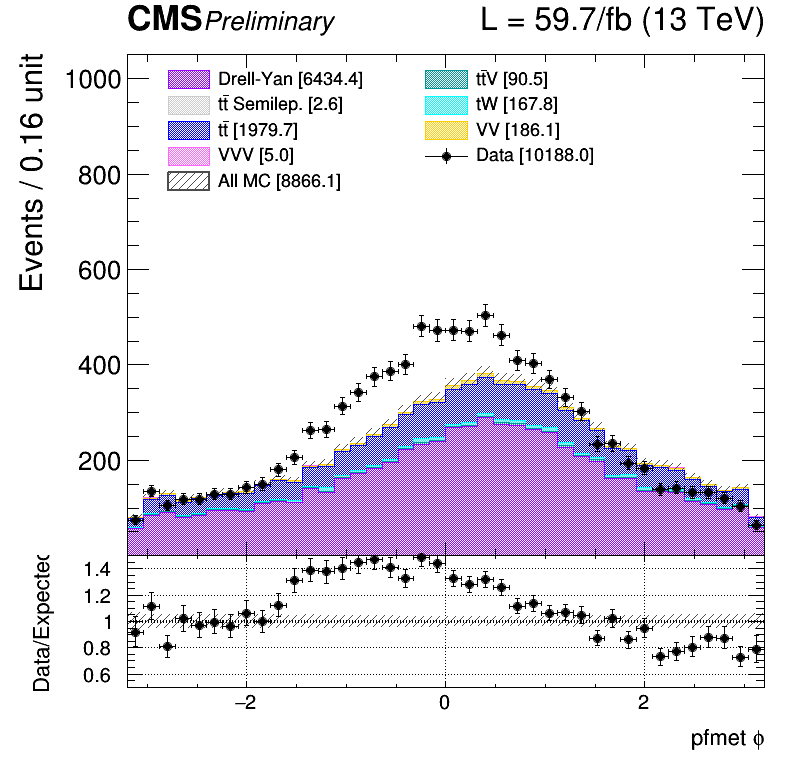 CMS Preliminary L = 59.7/fb (13 TeV)
Events / 0.16 unit
1000
800
600
400
200
Drell-Yan [6434.4]
tt̄ Semilep. [2.6]
tt̄ [1979.7]
VVV [5.0]
All MC [8866.1]
tt̄V [90.5]
tW [167.8]
VV [186.1]
Data [10188.0]
Data/Expected
1.4
1.2
1
0.8
0.6
−2 0 2
pfmet ϕ